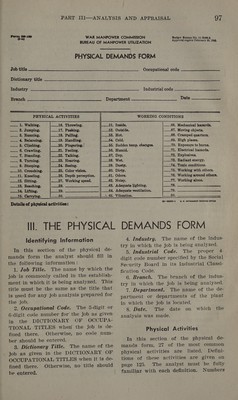 PART III—ANALYSIS AND APPRAISAL 97
WAR MANPOWER COMMISSION
BUREAU OF MANPOWER UTILIZATION
PHYSICAL DEMANDS FORM
Job title Occupational code
Dictionary title
Industry Industrial code
Branch Department Date
PHYSICAL ACTIVITIES WORKING CONDITIONS
1. Walking.
2. Jumping.
3. Running.
4. Balancing.
5. Climbing.
6. Crawling.
7. Standing.
8. Turning.
9. Stooping.
10. Crouching.
11. Kneeling.
12. Sitting.
13. Reaching.
14. Lifting.
15. Carrying.
16. Throwing.
17. Pushing.
18. Pulling.
19. Handling.
20. Fingering.
21. Feeling.
22. Talking.
23. Hearing.
24. Seeing.
25. Color vision.
26. Depth perception.
27. Working speed.
51. Inside.
52. Outside.
53. Hot.
54. Cold.
55. Sudden temp. changes.
56. Humid.
57. Dry.
58. Wet.
59. Dusty.
60. Dirty.
61. Odors.
62. Noisy.
63. Adequate lighting.
64. Adequate ventilation.
65. Vibration.
66. Mechanical hazards.
67. Moving objects.
68. Cramped quarters.
69. High places.
70. Exposure to burns.
71. Electrical hazards.
72. Explosives.
73. Radiant energy.
74. Toxic conditions.
75. Working with others.
76. Working around others.
77. Working alone.
Details of physical activities:
III. THE PHYSICAL DEMANDS FORM
Identifying Information
In this section of the physical demands form the analyst should fill in
the following information:
1. Job Title. The name by which the
job is commonly called in the establishment in which it is being analyzed. This
title must be the same as the title that
is used for any job analysis prepared for
the job.
2. Occupational Code. The 5-digit or
6-digit code number for the job as given
in the DICTIONARY OF OCCUPATIONAL TITLES when the job is defined there. Otherwise, no code number should be entered.
3. Dictionary Title. The name of the
job as given in the DICTIONARY OF
OCCUPATIONAL TITLES when it is defined there. Otherwise, no title should
be entered.
4. Industry. The name of the industry in which the job is being analyzed.
5. Industrial Code. The proper 4
digit code number specified by the Social
Security Board in its Industrial Classification Code.
6. Branch. The branch of the industry in which the job is being analyzed.
7. Department. The name of the department or departments of the plant
in which the job is located.
8. Date. The date on which the
analysis was made.
Physical Activities
In this section of the physical demands form, 27 of the most common
physical activities are listed. Definitions of these activities are given on
page 123. The analyst must be fully
familiar with each definition. Numbers